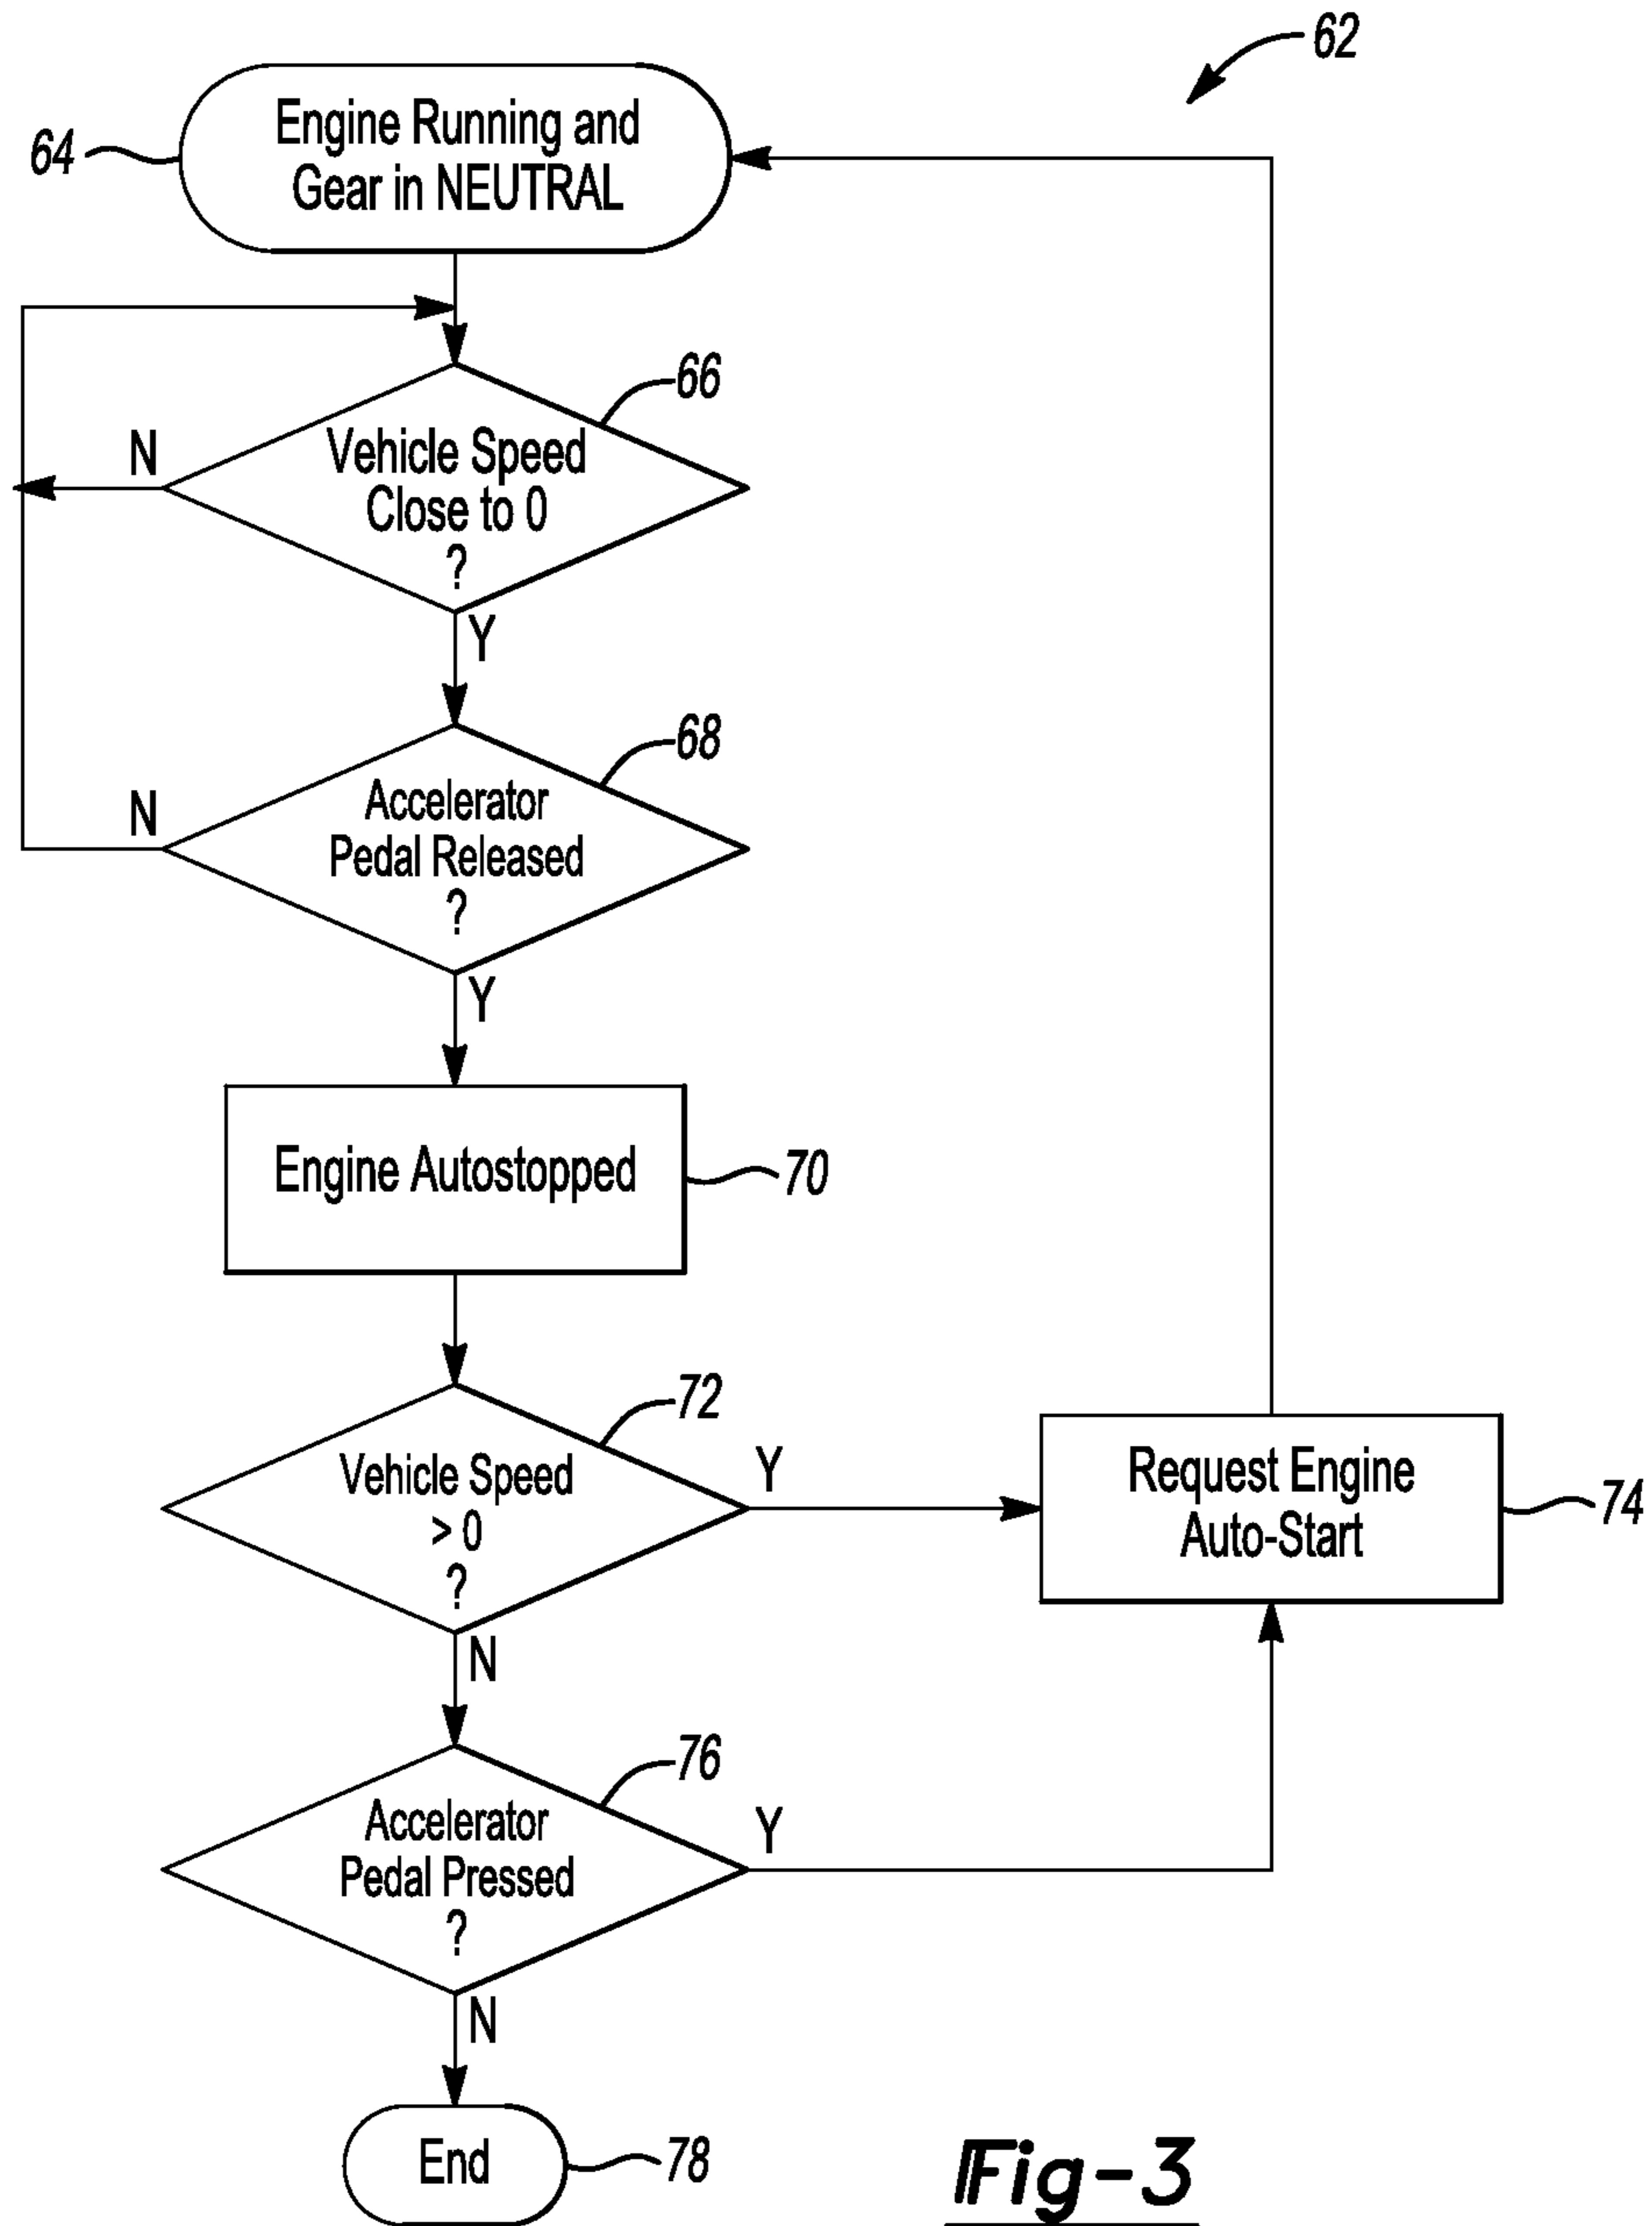 62
64
Engine Running and
Gear in NEUTRAL
66
N
Vehicle Speed
Close to 0
?
Y
68
N
Accelerator
Pedal Released
?
Y
Engine Autostopped
70
72
Vehicle Speed
> 0
?
Y
N
Request Engine
Auto-Start
74
76
Accelerator
Pedal Pressed
?
Y
N
End
78
Fig-3